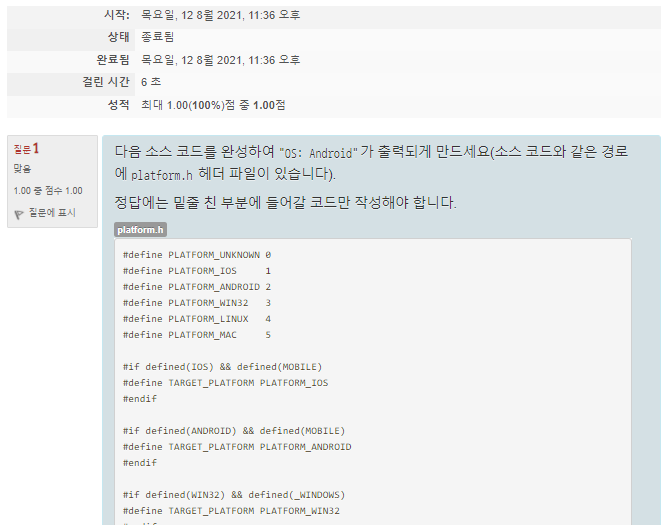 시작: 목요일, 12 8월 2021, 11:36 오후
상태 종료됨
완료됨 목요일, 12 8월 2021, 11:36 오후
걸린 시간 6 초
성적 최대 1.00(100%)점 중 1.00점
질문 1
맞음
1.00 중 점수 1.00
질문에 표시
다음 소스 코드를 완성하여 "OS: Android"가 출력되게 만드세요(소스 코드와 같은 경로
에 platform.h 헤더 파일이 있습니다).
정답에는 밑줄 친 부분에 들어갈 코드만 작성해야 합니다.
platform.h
#define PLATFORM_UNKNOWN 0
#define PLATFORM_IOS 1
#define PLATFORM_ANDROID 2
#define PLATFORM_WIN32 3
#define PLATFORM_LINUX 4
#define PLATFORM_MAC 5
#if defined(IOS) && defined(MOBILE)
#define TARGET_PLATFORM PLATFORM_IOS
#endif
#if defined(ANDROID) && defined(MOBILE)
#define TARGET_PLATFORM PLATFORM_ANDROID
#endif
#if defined(WIN32) && defined(_WINDOWS)
#define TARGET_PLATFORM PLATFORM_WIN32